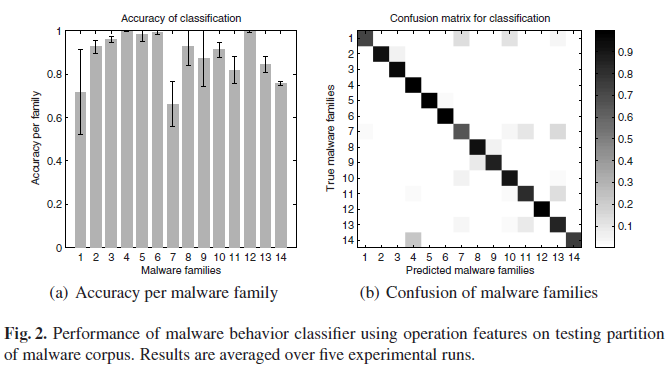 Accuracy of classification
1
0.8
0.6
0.4
0.2
0
Accuracy per family
1 2 3 4 5 6 7 8 9 10 11 12 13 14
Malware families
(a) Accuracy per malware family
Confusion matrix for classification
1
2
3
4
5
6
7
8
9
10
11
12
13
14
True malware families
1 2 3 4 5 6 7 8 9 10 11 12 13 14
Predicted malware families
0.9
0.8
0.7
0.6
0.5
0.4
0.3
0.2
0.1
(b) Confusion of malware families
Fig. 2. Performance of malware behavior classifier using operation features on testing partition
of malware corpus. Results are averaged over five experimental runs.